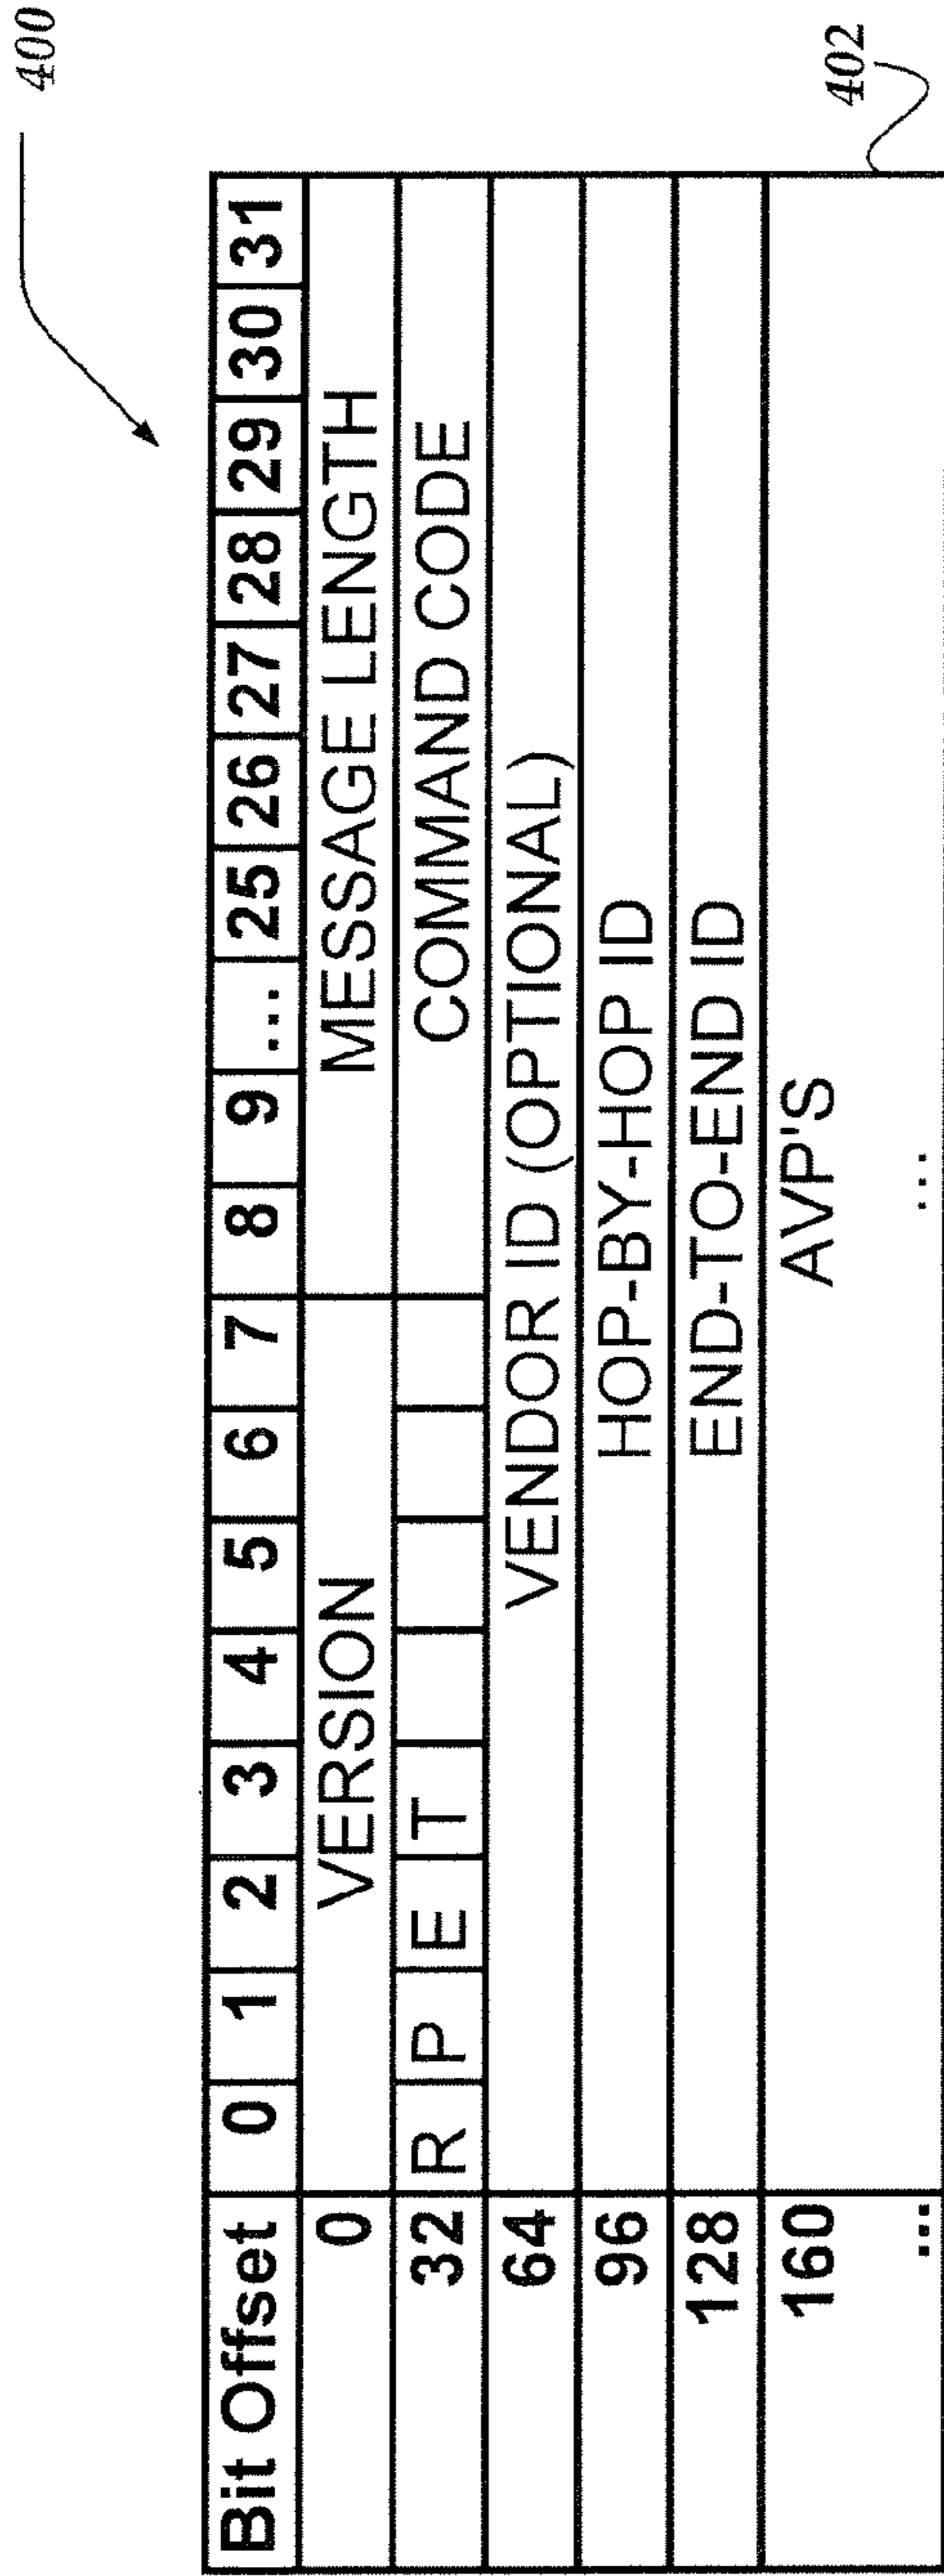 400
Bit Offset 0 1 2 3 4 5 6 7 8 9 ... 25 26 27 28 29 30 31
0 VERSION MESSAGE LENGTH
32 R P E T COMMAND CODE
64 VENDOR ID (OPTIONAL)
96 HOP-BY-HOP ID
128 END-TO-END ID
160 AVP'S
... ...
402